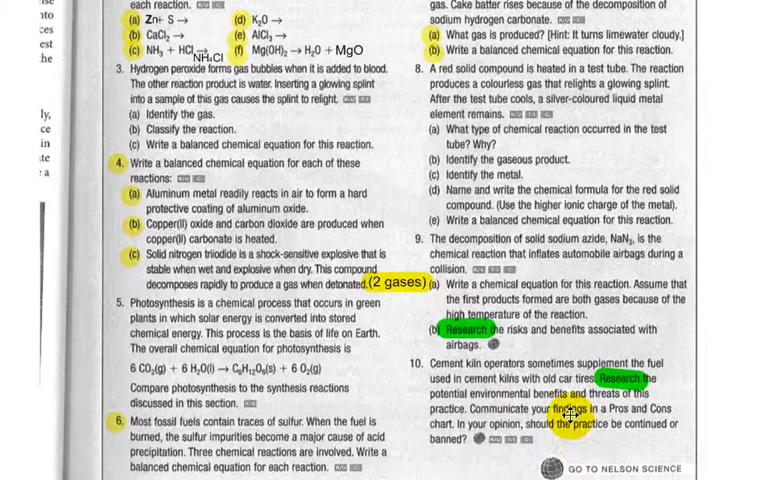 ase
nto
ces
est
the
ly,
ce
in
te
a
each reaction.
(a) Zn+ S → (d) K₂O →
(b) CaCl₂ → (e) AlCl₃ →
(c) NH₃ + HCl → (f) Mg(OH)₂ → H₂O + MgO
NH₄Cl
3. Hydrogen peroxide forms gas bubbles when it is added to blood.
The other reaction product is water. Inserting a glowing splint
into a sample of this gas causes the splint to relight.
(a) Identify the gas.
(b) Classify the reaction.
(c) Write a balanced chemical equation for this reaction.
4. Write a balanced chemical equation for each of these
reactions:
(a) Aluminum metal readily reacts in air to form a hard
protective coating of aluminum oxide.
(b) Copper(II) oxide and carbon dioxide are produced when
copper(II) carbonate is heated.
(c) Solid nitrogen triiodide is a shock-sensitive explosive that is
stable when wet and explosive when dry. This compound
decomposes rapidly to produce a gas when detonated. (2 gases)
5. Photosynthesis is a chemical process that occurs in green
plants in which solar energy is converted into stored
chemical energy. This process is the basis of life on Earth.
The overall chemical equation for photosynthesis is
6 CO₂(g) + 6 H₂O(l) → C₆H₁₂O₆(s) + 6 O₂(g)
Compare photosynthesis to the synthesis reactions
discussed in this section.
6. Most fossil fuels contain traces of sulfur. When the fuel is
burned, the sulfur impurities become a major cause of acid
precipitation. Three chemical reactions are involved. Write a
balanced chemical equation for each reaction.
gas. Cake batter rises because of the decomposition of
sodium hydrogen carbonate.
(a) What gas is produced? [Hint: It turns limewater cloudy.]
(b) Write a balanced chemical equation for this reaction.
8. A red solid compound is heated in a test tube. The reaction
produces a colourless gas that relights a glowing splint.
After the test tube cools, a silver-coloured liquid metal
element remains.
(a) What type of chemical reaction occurred in the test
tube? Why?
(b) Identify the gaseous product.
(c) Identify the metal.
(d) Name and write the chemical formula for the red solid
compound. (Use the higher ionic charge of the metal).
(e) Write a balanced chemical equation for this reaction.
9. The decomposition of solid sodium azide, NaN₃, is the
chemical reaction that inflates automobile airbags during a
collision.
(a) Write a chemical equation for this reaction. Assume that
the first products formed are both gases because of the
high temperature of the reaction.
(b) Research the risks and benefits associated with
airbags.
10. Cement kiln operators sometimes supplement the fuel
used in cement kilns with old car tires. Research the
potential environmental benefits and threats of this
practice. Communicate your findings in a Pros and Cons
chart. In your opinion, should the practice be continued or
banned?
GO TO NELSON SCIENCE